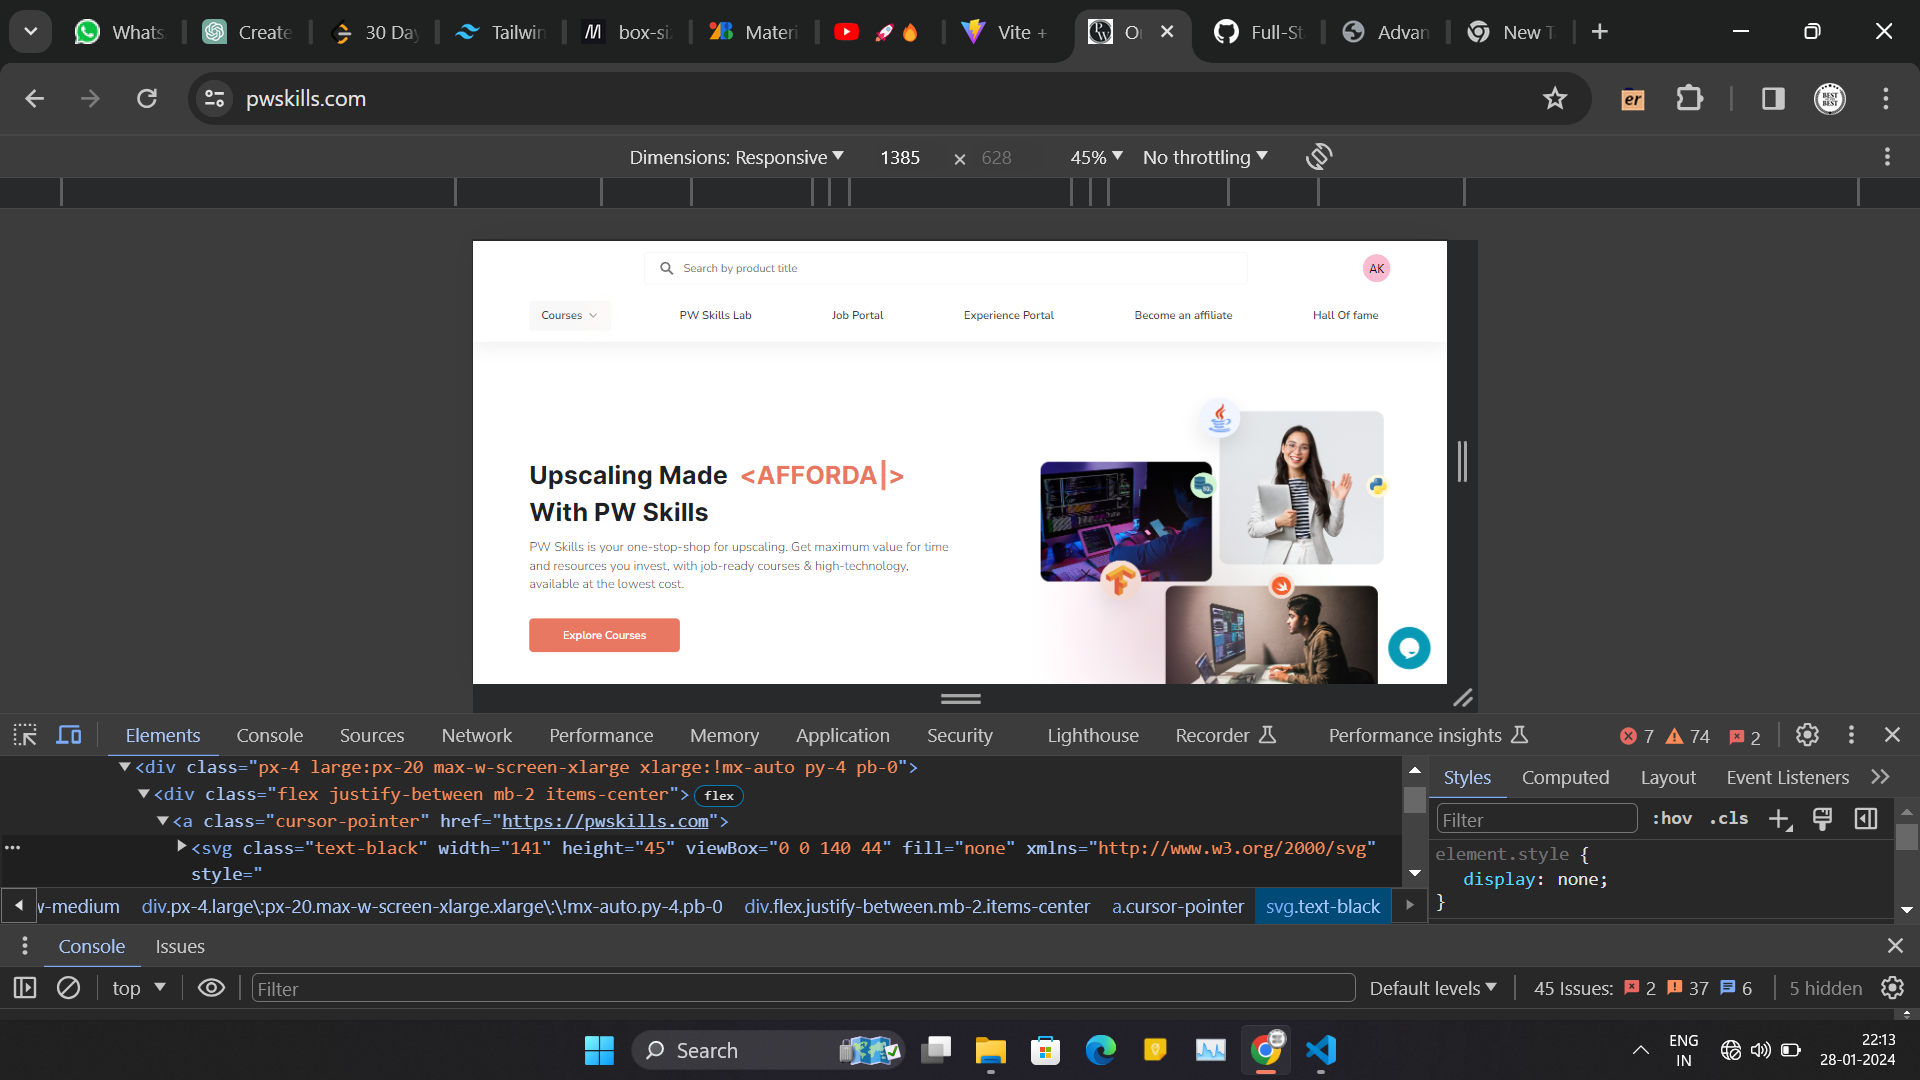 Whats
Create
30 Day
Tailwin
box-si
Materi
Vite +
O
Full-St
Advan
New T
pwskills.com
er
Dimensions: Responsive 1385 × 628 45% No throttling
Search by product title
AK
Courses
PW Skills Lab
Job Portal
Experience Portal
Become an affiliate
Hall Of fame
Upscaling Made <AFFORDA|>
With PW Skills
PW Skills is your one-stop-shop for upscaling. Get maximum value for time
and resources you invest, with job-ready courses & high-technology,
available at the lowest cost.
Explore Courses
Elements Console Sources Network Performance Memory Application Security Lighthouse Recorder Performance insights 7 74 2
<div class="px-4 large:px-20 max-w-screen-xlarge xlarge:!mx-auto py-4 pb-0">
<div class="flex justify-between mb-2 items-center"> flex
<a class="cursor-pointer" href="https://pwskills.com">
<svg class="text-black" width="141" height="45" viewBox="0 0 140 44" fill="none" xmlns="http://www.w3.org/2000/svg"
style="
w-medium div.px-4.large\:px-20.max-w-screen-xlarge.xlarge\:\!mx-auto.py-4.pb-0 div.flex.justify-between.mb-2.items-center a.cursor-pointer svg.text-black
Styles Computed Layout Event Listeners
Filter :hov .cls
element.style {
display: none;
}
Console Issues
top Filter Default levels 45 Issues: 2 37 6 5 hidden
Search
ENG
IN
22:13
28-01-2024